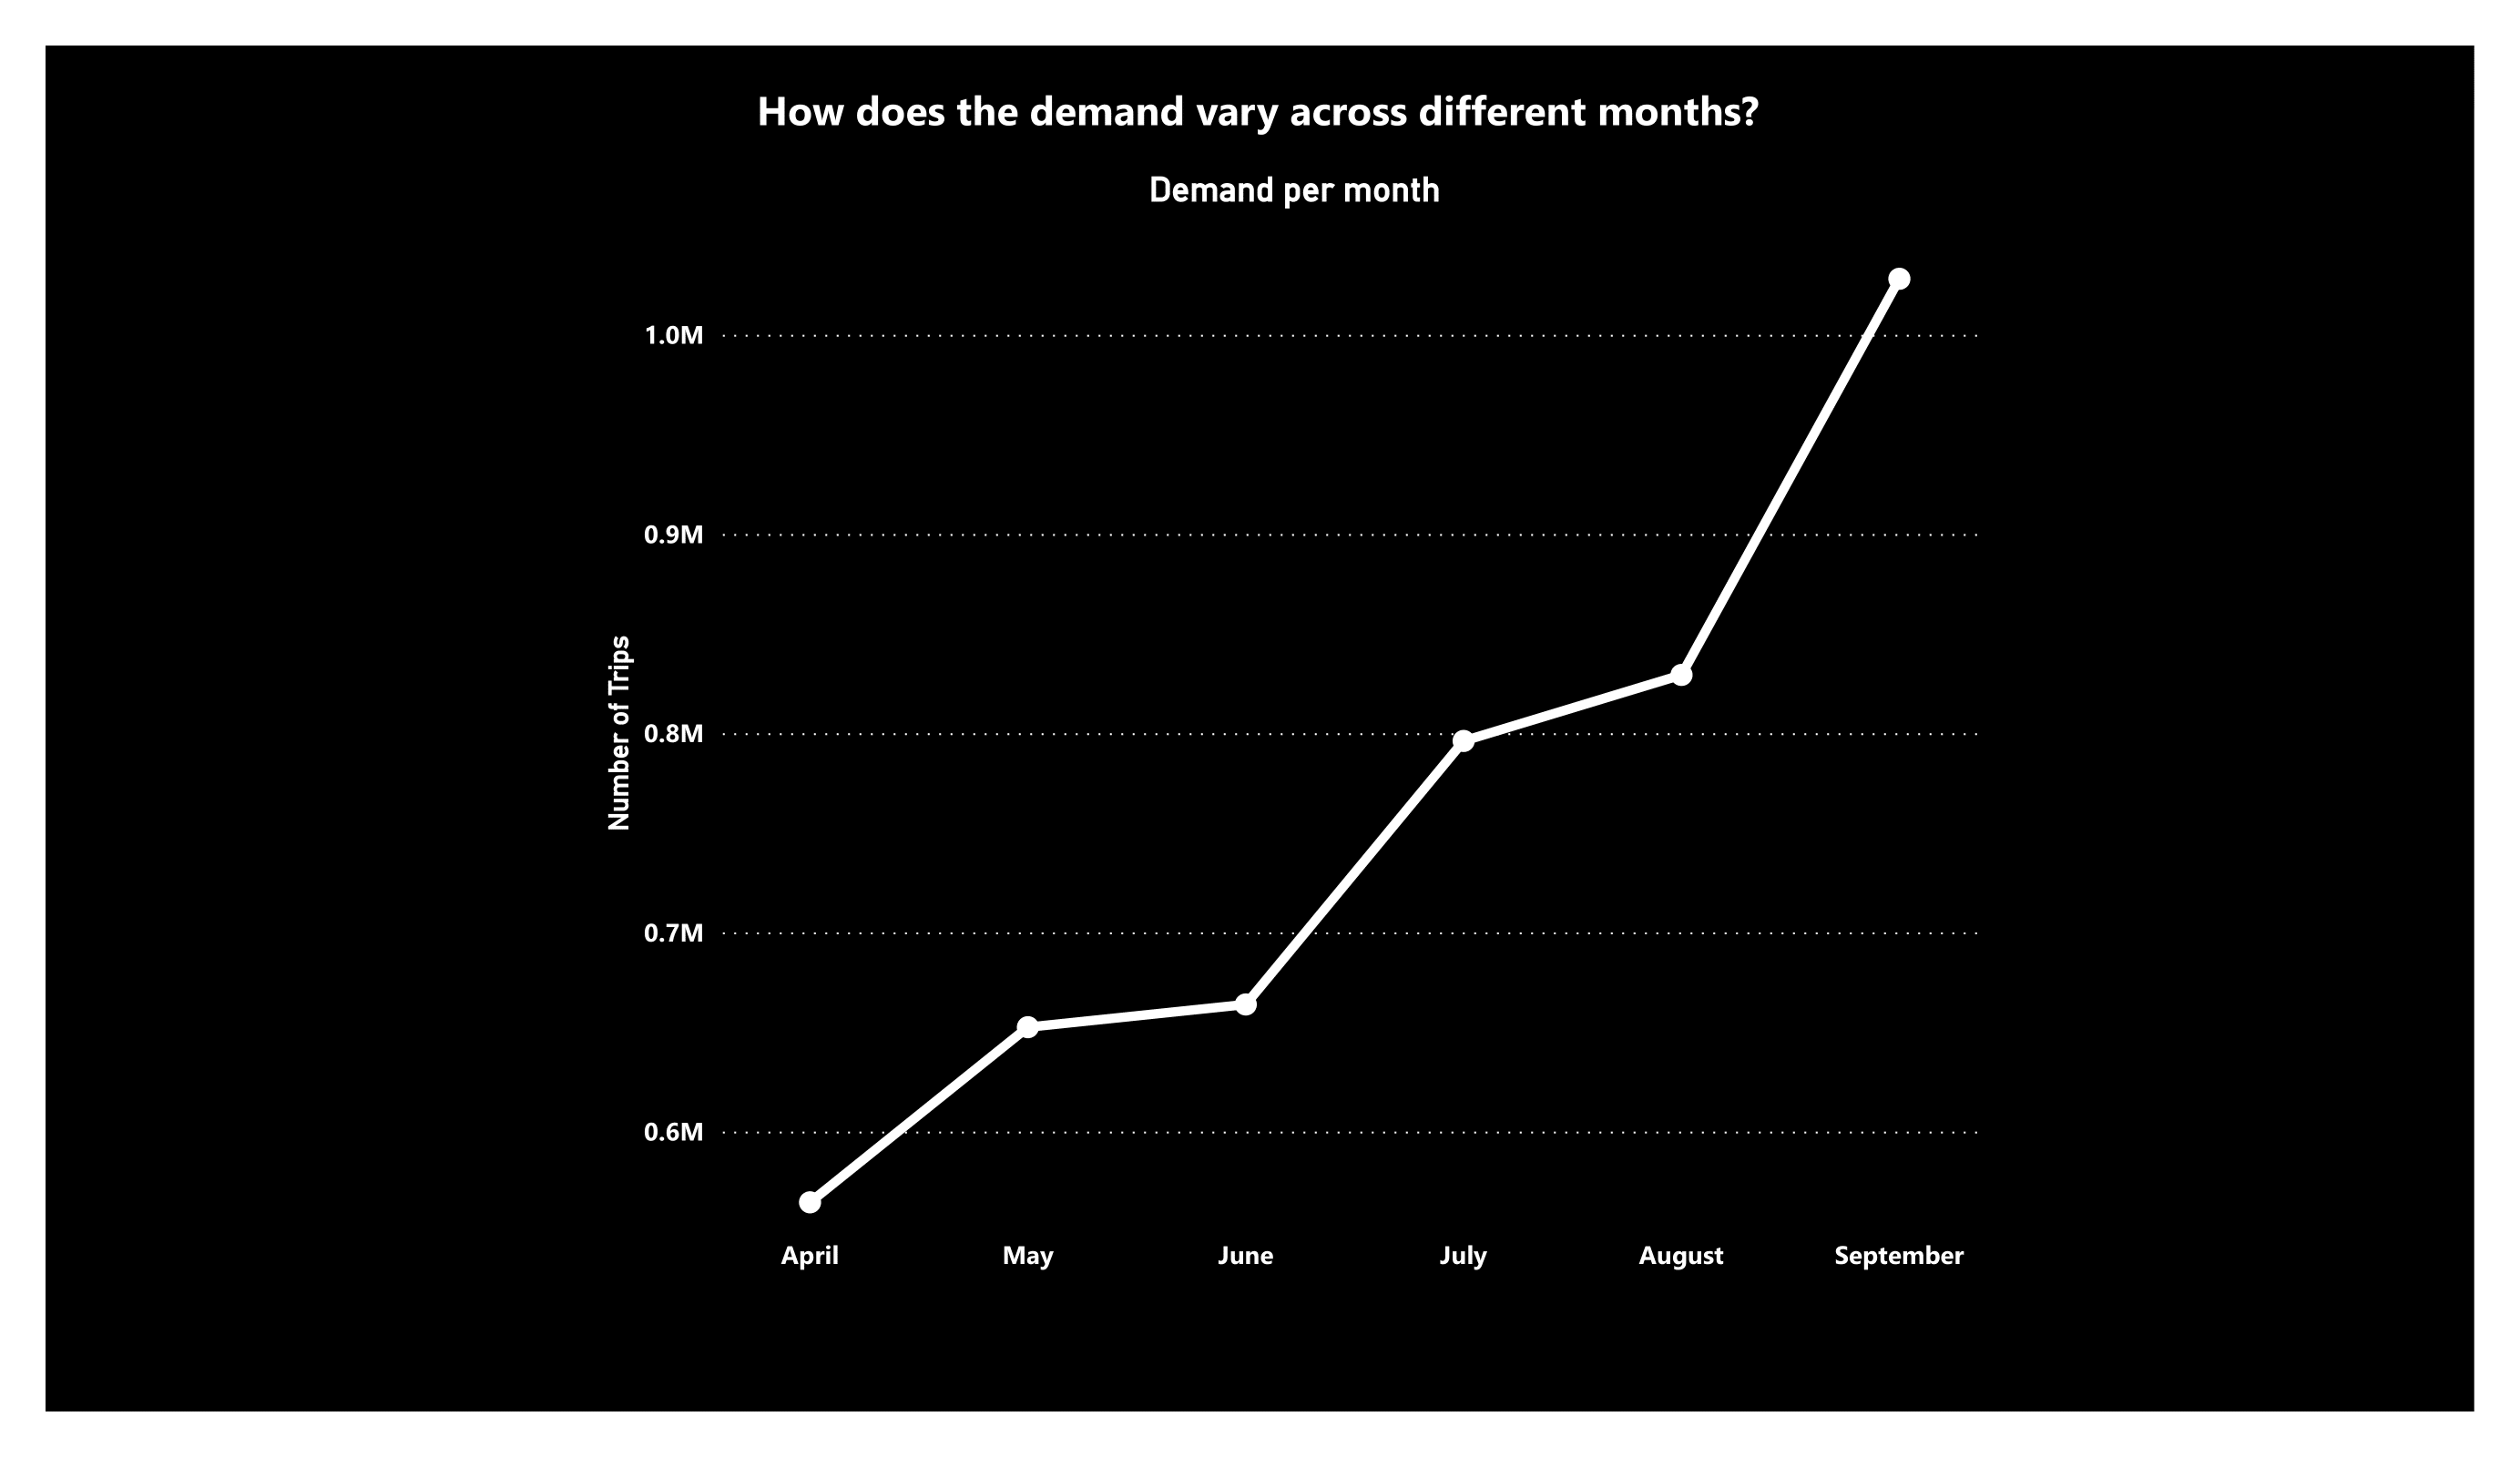 How does the demand vary across different months?
Demand per month
Number of Trips
1.0M
0.9M
0.8M
0.7M
0.6M
April May June July August September